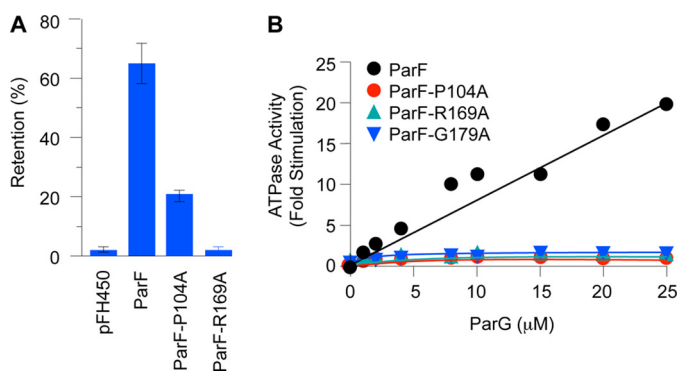 A
80
60
40
20
0
Retention (%)
pFH450
ParF
ParF-P104A
ParF-R169A
B
ParF
ParF-P104A
ParF-R169A
ParF-G179A
25
20
15
10
5
0
ATPase Activity
(Fold Stimulation)
0 5 10 15 20 25
ParG (μM)